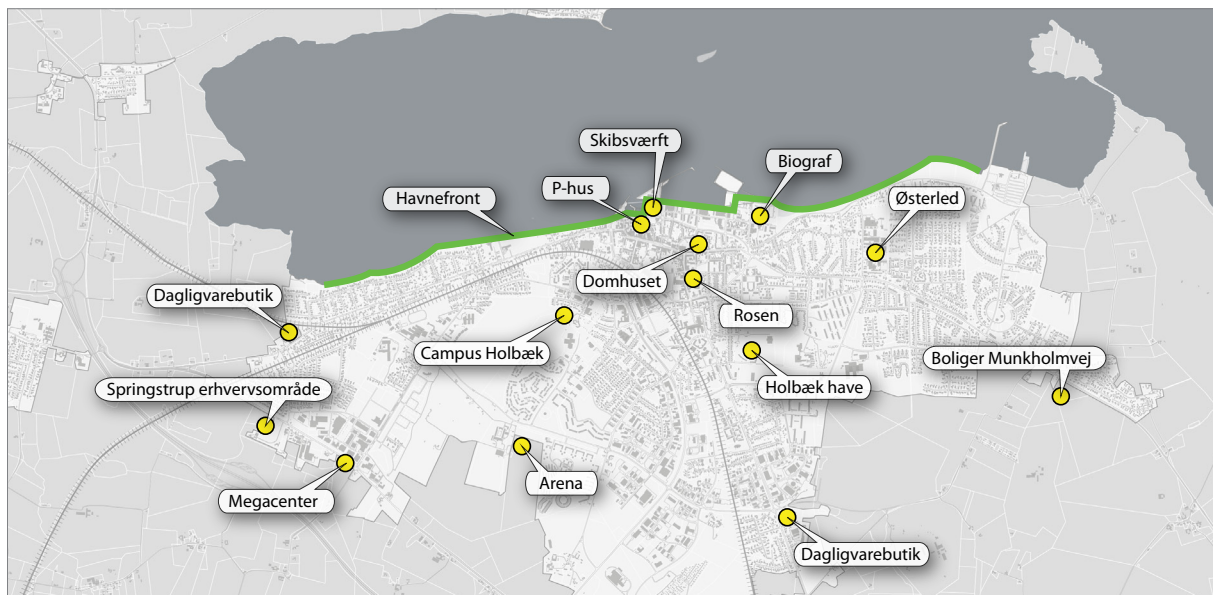 Skibsværft
Biograf
P-hus
Havnefront
Østerled
Domhuset
Dagligvarebutik
Rosen
Campus Holbæk
Boliger Munkholmvej
Springstrup erhvervsområde
Holbæk have
Arena
Megacenter
Dagligvarebutik